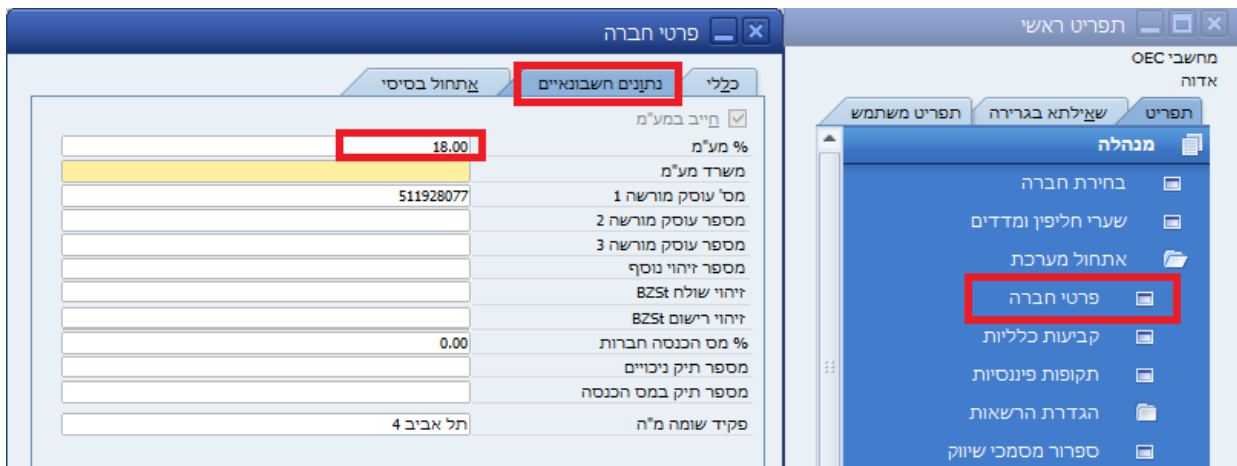 תפריט ראשי
מחשבי OEC
אדוה
תפריט
שאילתא בגרירה
תפריט משתמש
מנהלה
בחירת חברה
שערי חליפין ומדדים
אתחול מערכת
פרטי חברה
קביעות כלליות
תקופות פיננסיות
הגדרת הרשאות
ספרור מסמכי שיווק
פרטי חברה
כללי
נתונים חשבונאיים
אתחול בסיסי
חייב במע"מ
% מע"מ 18.00
משרד מע"מ
מס' עוסק מורשה 1 511928077
מספר עוסק מורשה 2
מספר עוסק מורשה 3
מספר זיהוי נוסף
זיהוי שולח BZSt
זיהוי רישום BZSt
% מס הכנסה חברות 0.00
מספר תיק ניכויים
מספר תיק במס הכנסה
פקיד שומה מ"ה תל אביב 4